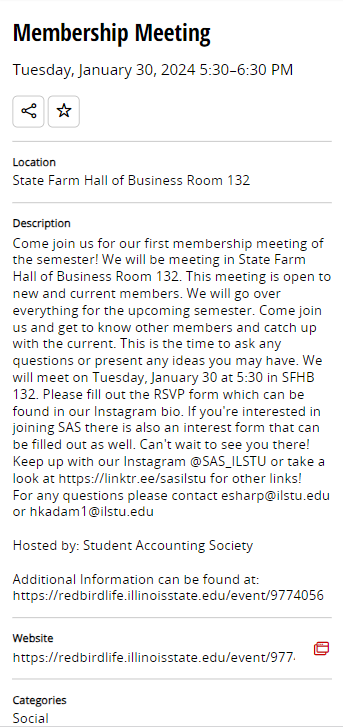 Membership Meeting
Tuesday, January 30, 2024 5:30–6:30 PM
Location
State Farm Hall of Business Room 132
Description
Come join us for our first membership meeting of
the semester! We will be meeting in State Farm
Hall of Business Room 132. This meeting is open to
new and current members. We will go over
everything for the upcoming semester. Come join
us and get to know other members and catch up
with the current. This is the time to ask any
questions or present any ideas you may have. We
will meet on Tuesday, January 30 at 5:30 in SFHB
132. Please fill out the RSVP form which can be
found in our Instagram bio. If you're interested in
joining SAS there is also an interest form that can
be filled out as well. Can't wait to see you there!
Keep up with our Instagram @SAS_ILSTU or take a
look at https://linktr.ee/sasilstu for other links!
For any questions please contact esharp@ilstu.edu
or hkadam1@ilstu.edu
Hosted by: Student Accounting Society
Additional Information can be found at:
https://redbirdlife.illinoisstate.edu/event/9774056
Website
https://redbirdlife.illinoisstate.edu/event/977
Categories
Social